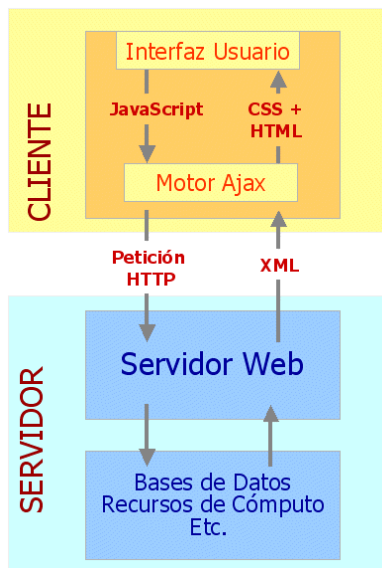 CLIENTE
Interfaz Usuario
JavaScript
CSS +
HTML
Motor Ajax
Petición
HTTP
XML
SERVIDOR
Servidor Web
Bases de Datos
Recursos de Cómputo
Etc.